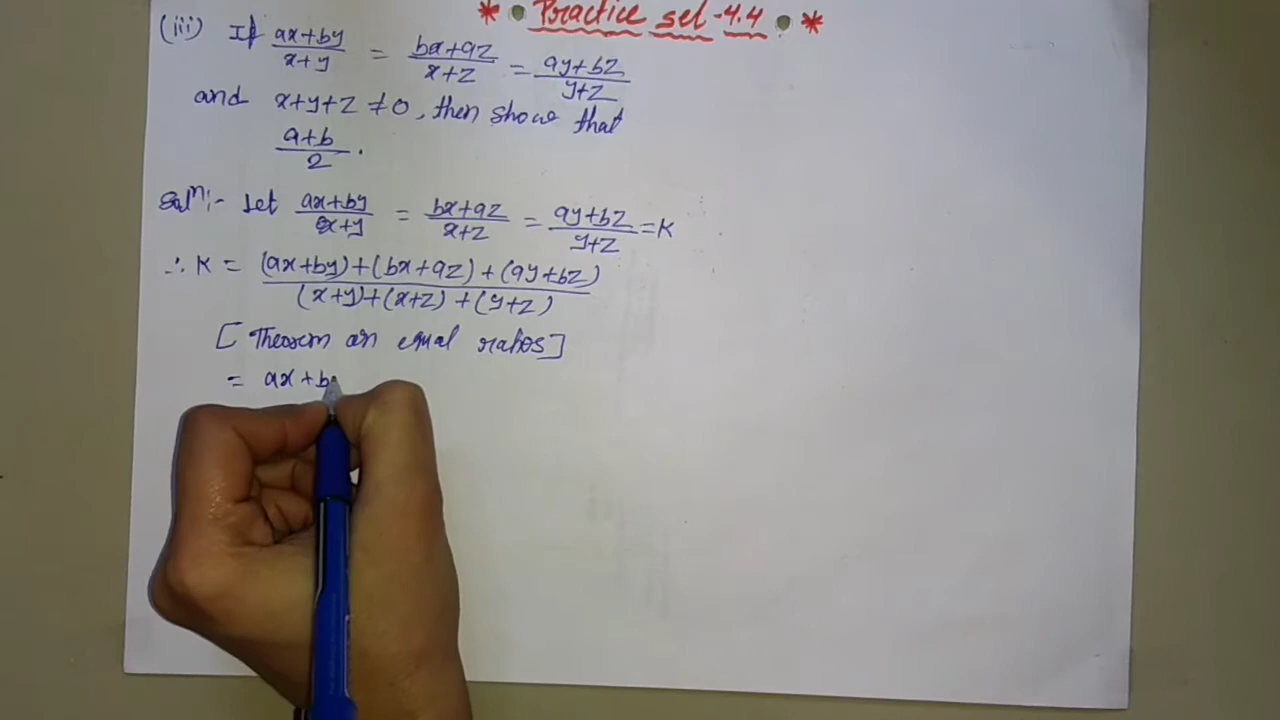 * Practice set-4.4 *
(iii) If ax+by/x+y = bx+az/x+z = ay+bz/y+z
and x+y+z ≠0, then show that
a+b/2.
Solⁿ:- Let ax+by/x+y = bx+az/x+z = ay+bz/y+z = K
∴ K = (ax+by)+(bx+az)+(ay+bz)/(x+y)+(x+z)+(y+z)
[Theorem on equal ratios]
= ax+b